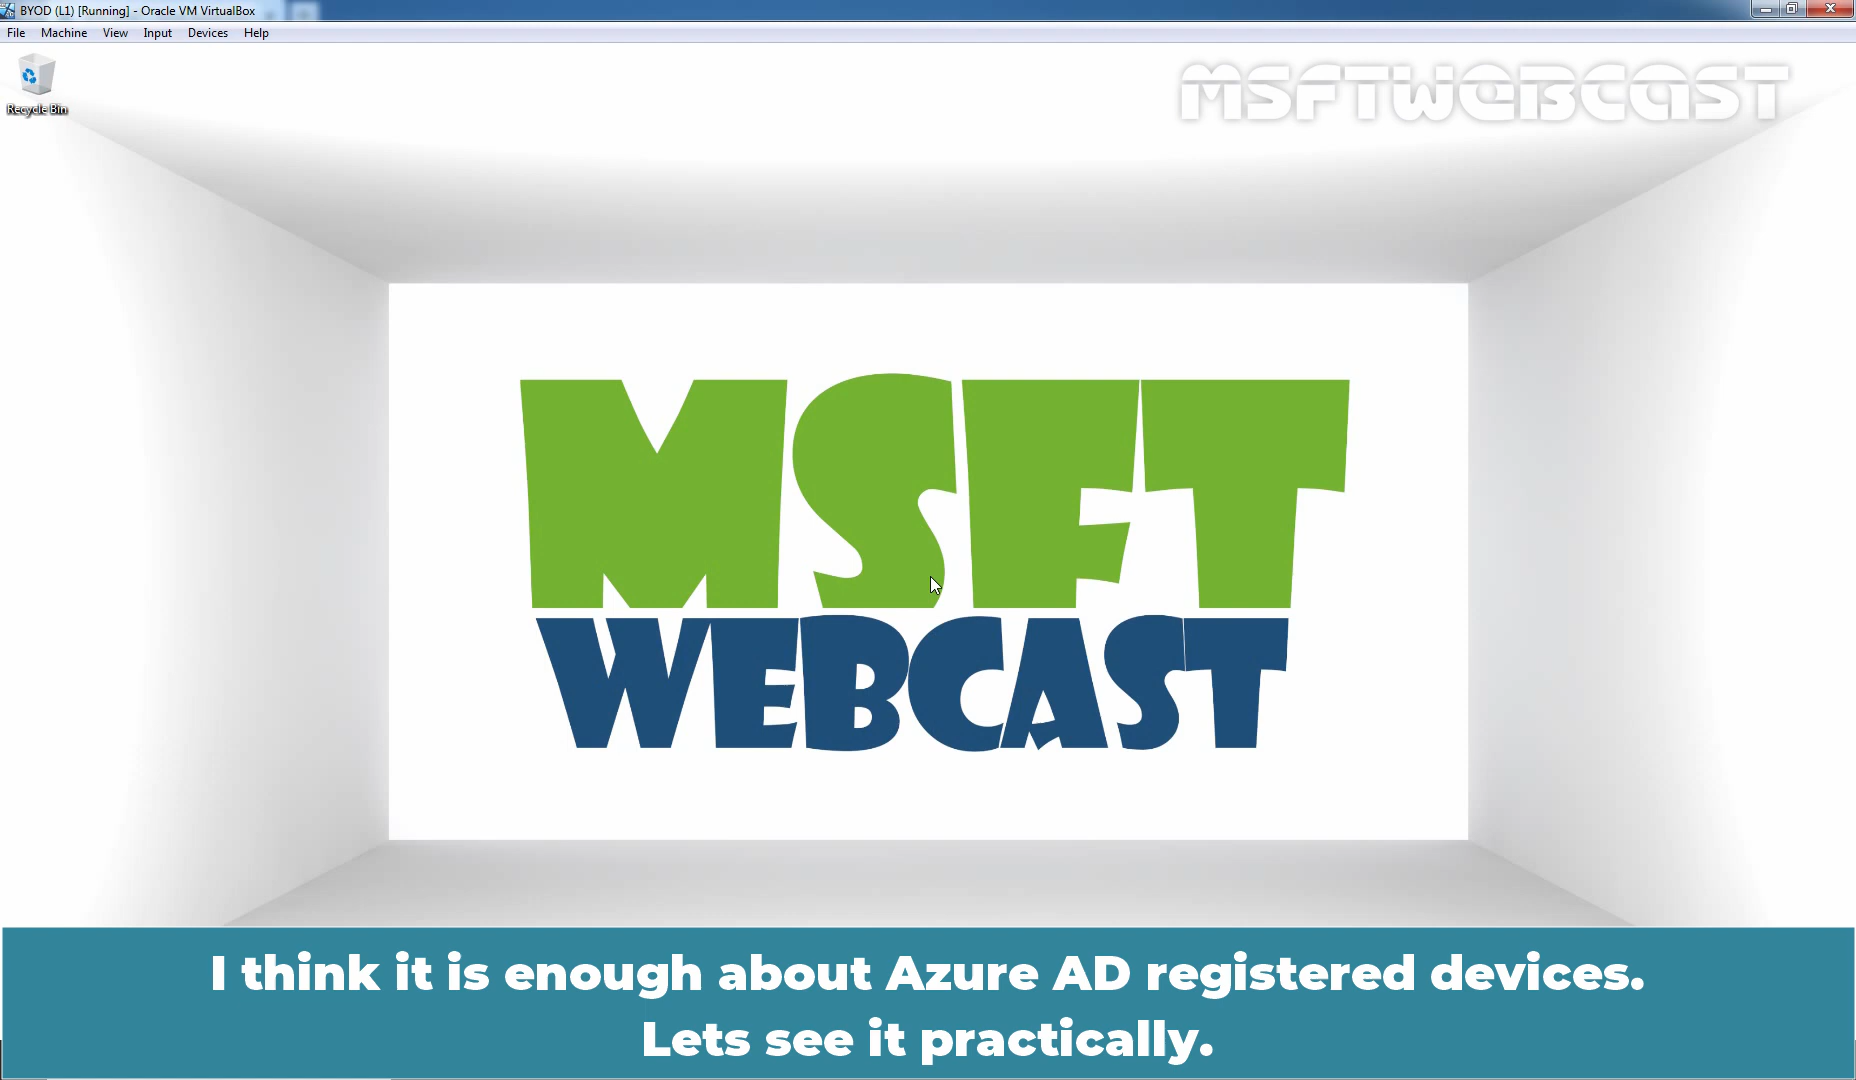 BYOD (L1) [Running] - Oracle VM VirtualBox
File Machine View Input Devices Help
Recycle Bin
MSFTWEBCAST
MSFT
WEBCAST
I think it is enough about Azure AD registered devices.
Lets see it practically.